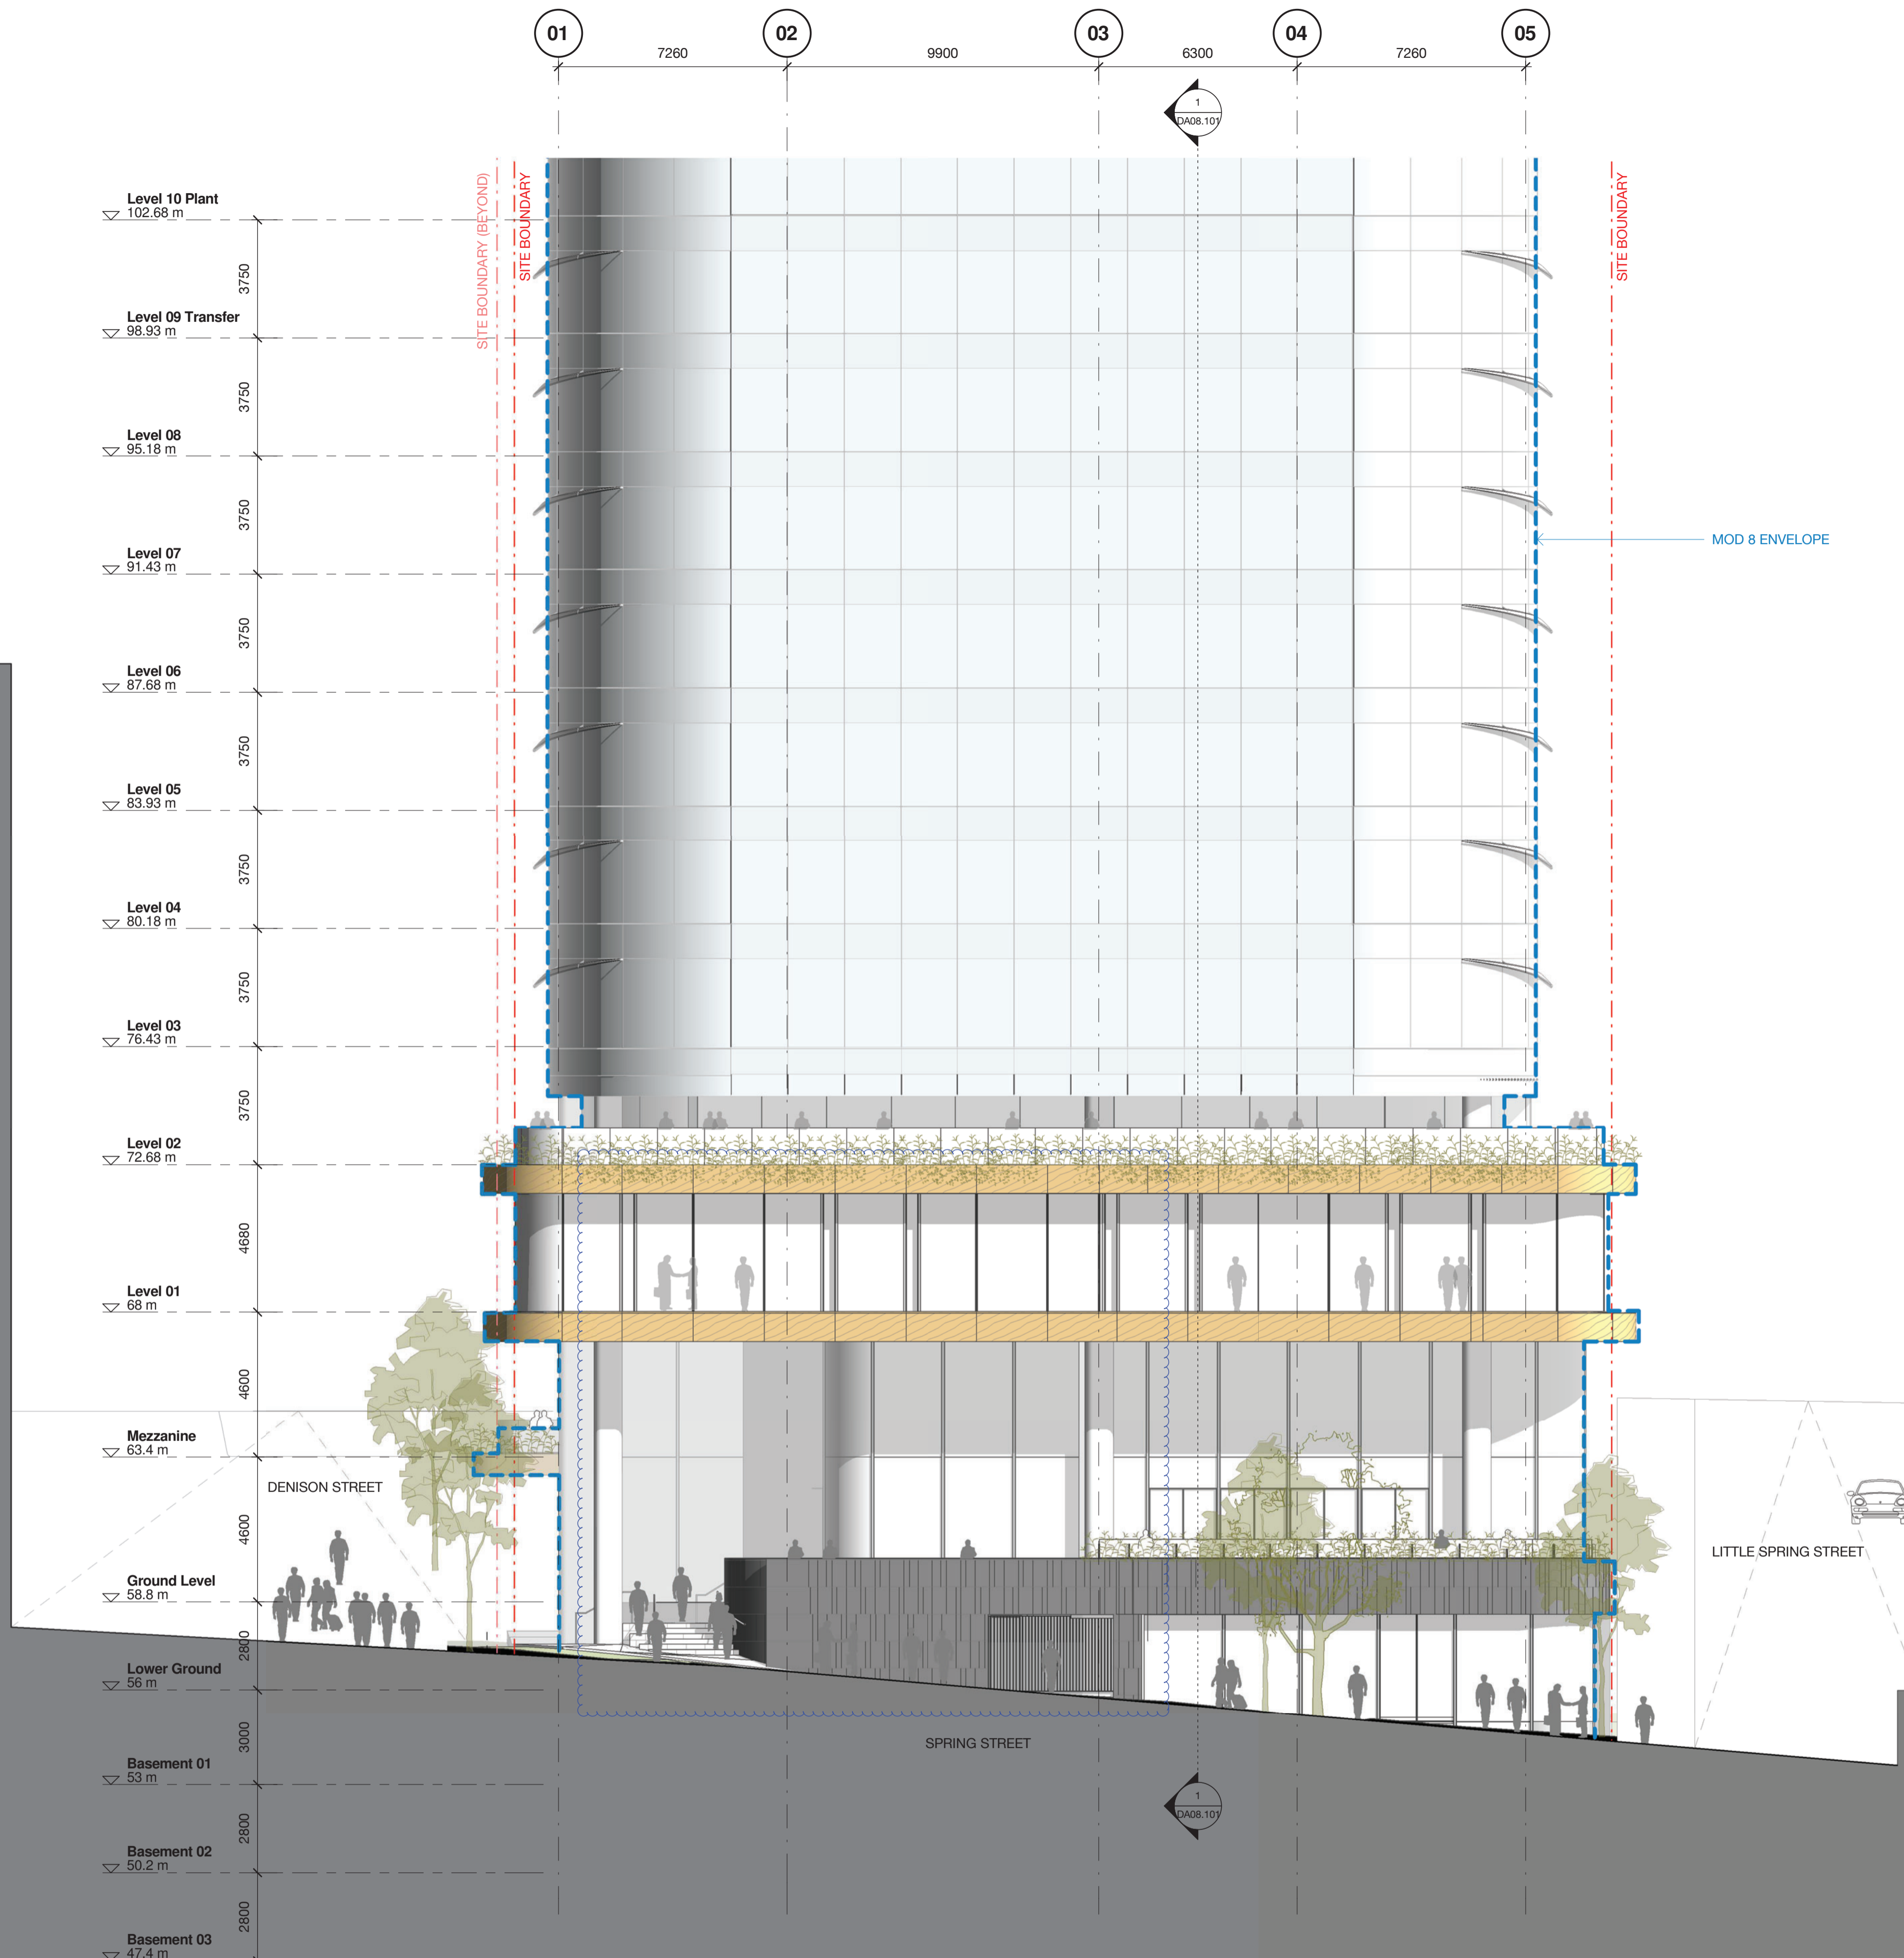 01
02
03
04
05
7260
9900
6300
7260
1
DA08.101
SITE BOUNDARY (BEYOND)
SITE BOUNDARY
SITE BOUNDARY
Level 10 Plant
102.68 m
3750
Level 09 Transfer
98.93 m
3750
Level 08
95.18 m
3750
MOD 8 ENVELOPE
Level 07
91.43 m
3750
Level 06
87.68 m
3750
Level 05
83.93 m
3750
Level 04
80.18 m
3750
Level 03
76.43 m
3750
Level 02
72.68 m
4680
Level 01
68 m
4600
Mezzanine
63.4 m
DENISON STREET
4600
LITTLE SPRING STREET
Ground Level
58.8 m
2800
Lower Ground
56 m
3000
SPRING STREET
Basement 01
53 m
1
DA08.101
2800
Basement 02
50.2 m
2800
Basement 03
47.4 m